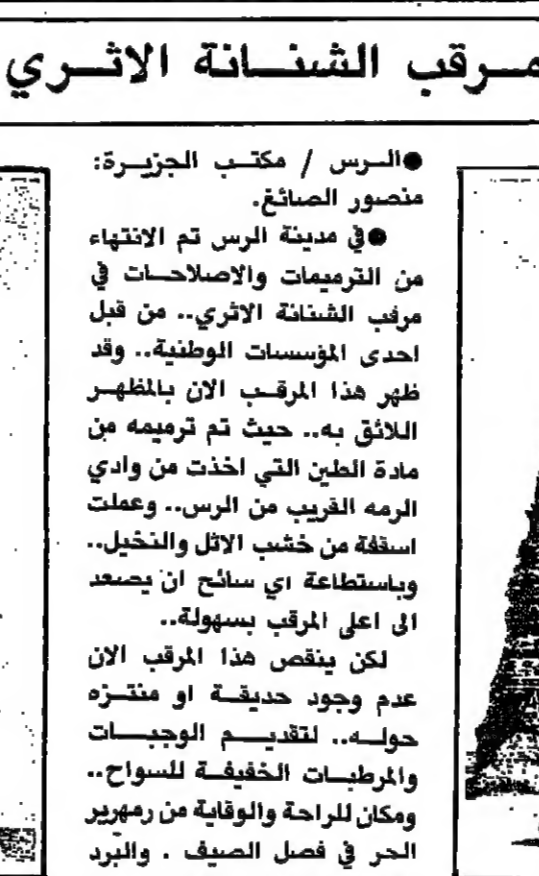 مرقب الشنانة الاثري
●الرس / مكتب الجزيرة:
منصور الصائغ.
●في مدينة الرس تم الانتهاء
من الترميمات والاصلاحات في
مرقب الشنانة الاثري.. من قبل
احدى المؤسسات الوطنية.. وقد
ظهر هذا المرقب الان بالمظهر
اللائق به.. حيث تم ترميمه من
مادة الطين التي اخذت من وادي
الرمه القريب من الرس.. وعملت
اسقفة من خشب الاثل والنخيل..
وباستطاعة اي سائح ان يصعد
الى اعلى المرقب بسهولة..
لكن ينقص هذا المرقب الان
عدم وجود حديقة او منتزه
حوله.. لتقديم الوجبات
والمرطبات الخفيفة للسواح..
ومكان للراحة والوقاية من رمهرير
الحر في فصل الصيف . والبرد